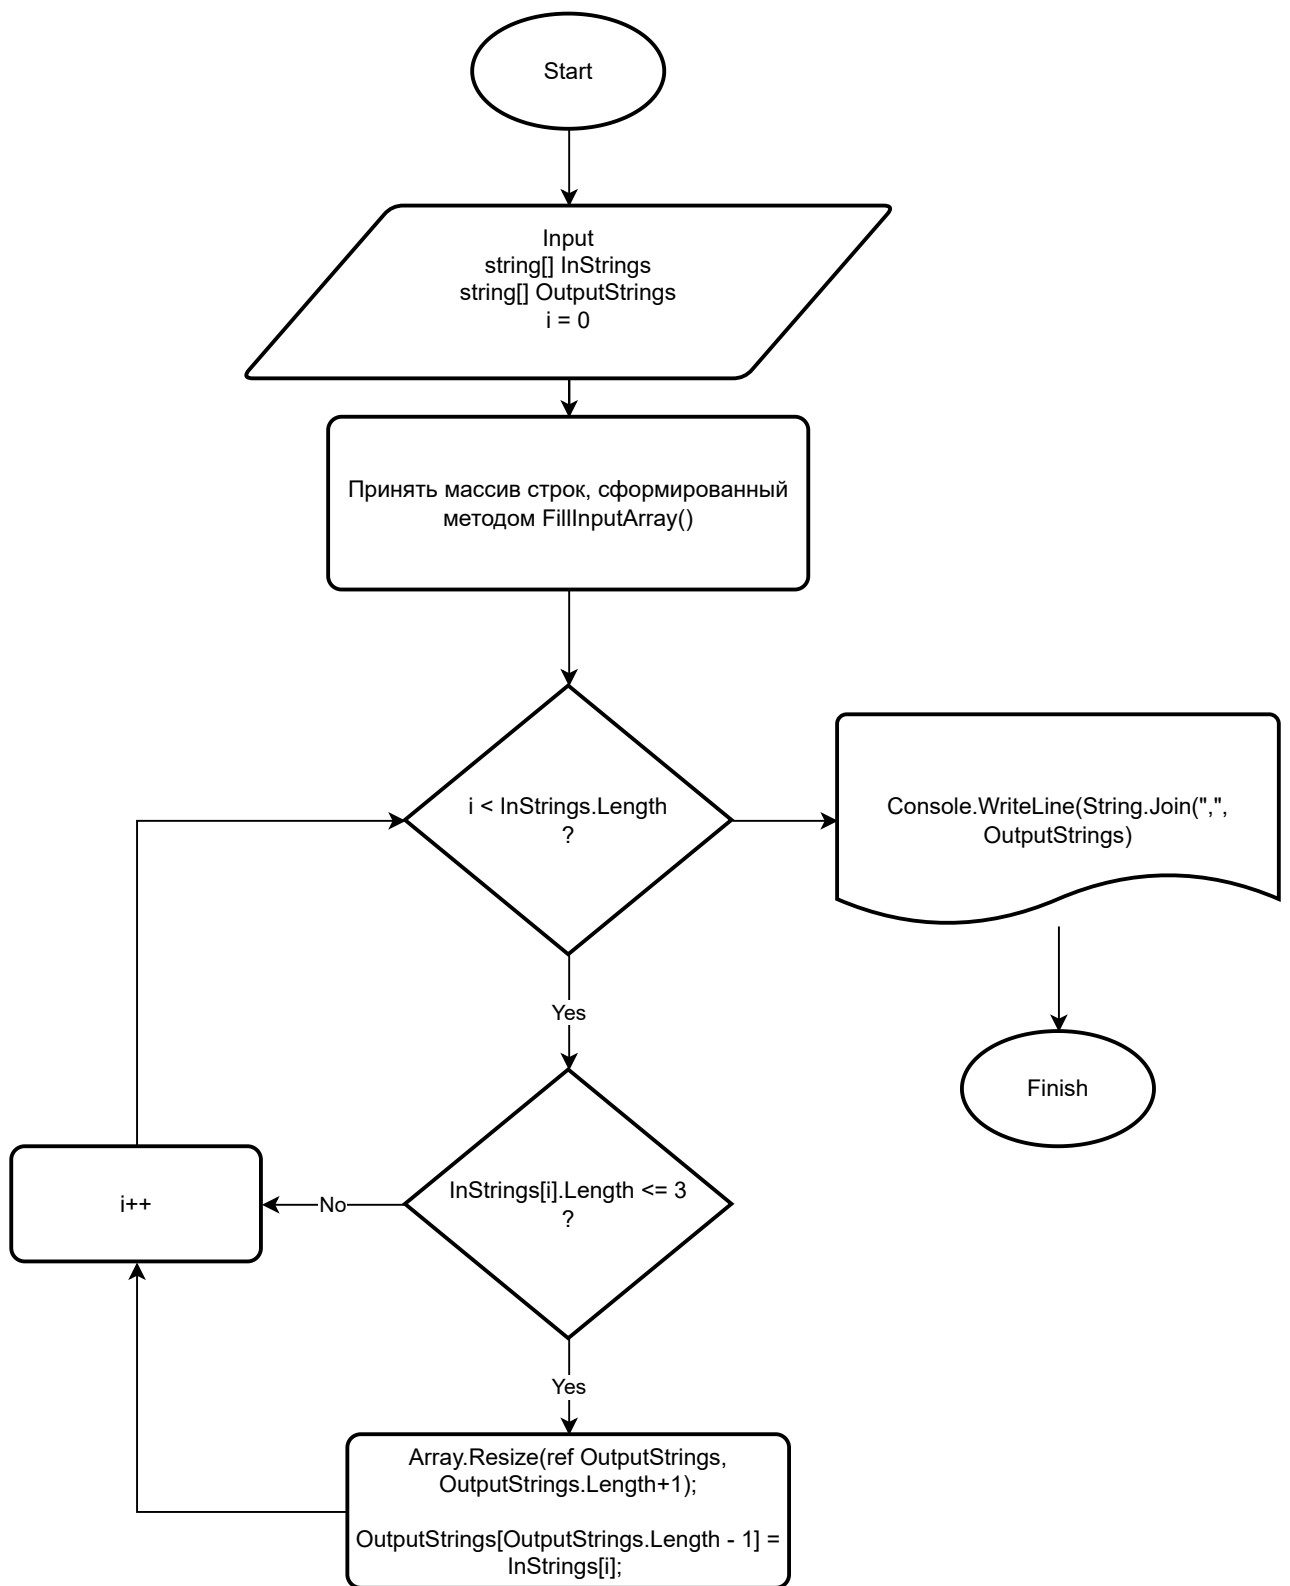 Start
Input
string[] InStrings
string[] OutputStrings
i = 0
Принять массив строк, сформированный
методом FillInputArray()
i < InStrings.Length
?
Console.WriteLine(String.Join(",",
OutputStrings)
Yes
Finish
InStrings[i].Length <= 3
?
No
i++
Yes
Array.Resize(ref OutputStrings,
OutputStrings.Length+1);
OutputStrings[OutputStrings.Length - 1] =
InStrings[i];